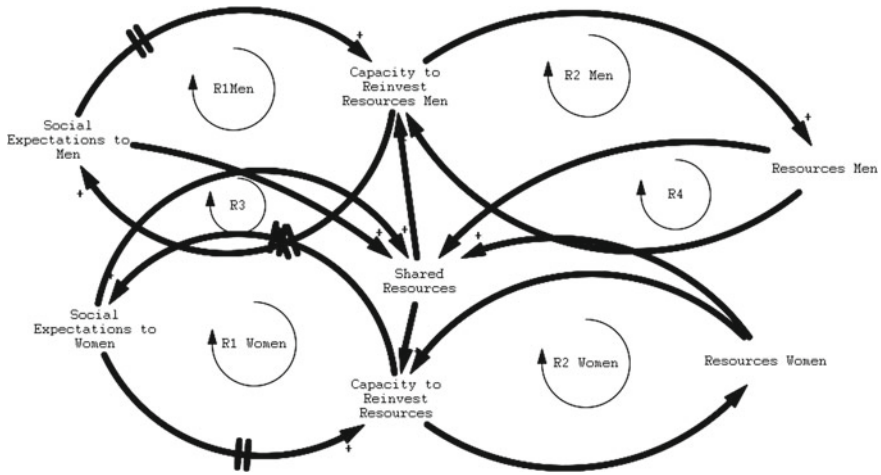 R1Men
Capacity to
Reinvest
Resources Men
R2 Men
Social
Expectations to
Men
Resources Men
R3
R4
Shared
Resources
Social
Expectations to
Women
R1 Women
Capacity to
Reinvest
Resources
R2 Women
Resources Women
+
+
+
+
+
+
+
+